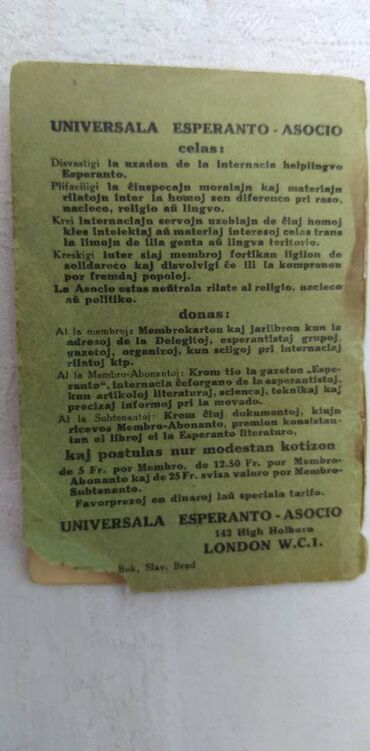 UNIVERSALA ESPERANTO - ASOCIO
celas:
Disvastigi la uzadon de la internacia helplingvo
Esperanto.
Plifaciligi la ĉiuspecajn moralajn kaj materiajn
rilatojn inter la homoj sen diferenco pri raso,
nacieco, religio aŭ lingvo.
Krei internaciajn servojn uzeblajn de ĉiuj homoj
kies intelektaj aŭ materiaj interesoj celas trans
la limojn de ilia genta aŭ lingva teritorio.
Kreskigi inter siaj membroj fortikan ligilon de
solidareco kaj disvolvigi ĉe ili la komprenon
por fremdaj popoloj.
La Asocio estas neŭtrala rilate al religio, nacieco
aŭ politiko.
donas:
Al la membroj: Membrokarton kaj jarlibron kun la
adresoj de la Delegitoj, esperantistaj grupoj,
gazetoj, organizoj, kun sciigoj pri internaciaj
rilatoj ktp.
Al la Membro-Abonantoj: Krom tio la gazeton „Espe-
ranto“, internacia ĉeforgano de la esperantistoj,
kun artikoloj literaturaj, sciencaj, teknikaj kaj
precizaj informoj pri la movado.
Al la Subtenantoj: Krom ĉiuj dokumentoj, kiujn
ricevos Membro-Abonanto, premion konsistan-
tan el libroj el la Esperanto literaturo,
kaj postulas nur modestan kotizon
de 5 Fr. por Membro, de 12.50 Fr. por Membro-
Abonanto kaj de 25 Fr. svisa valoro por Membro-
Subtenanto.
Favorprezoj en dinaroj laŭ speciala tarifo.
UNIVERSALA ESPERANTO - ASOCIO
142 High Holborn
LONDON W.C.1.
Buk, Slav. Brod